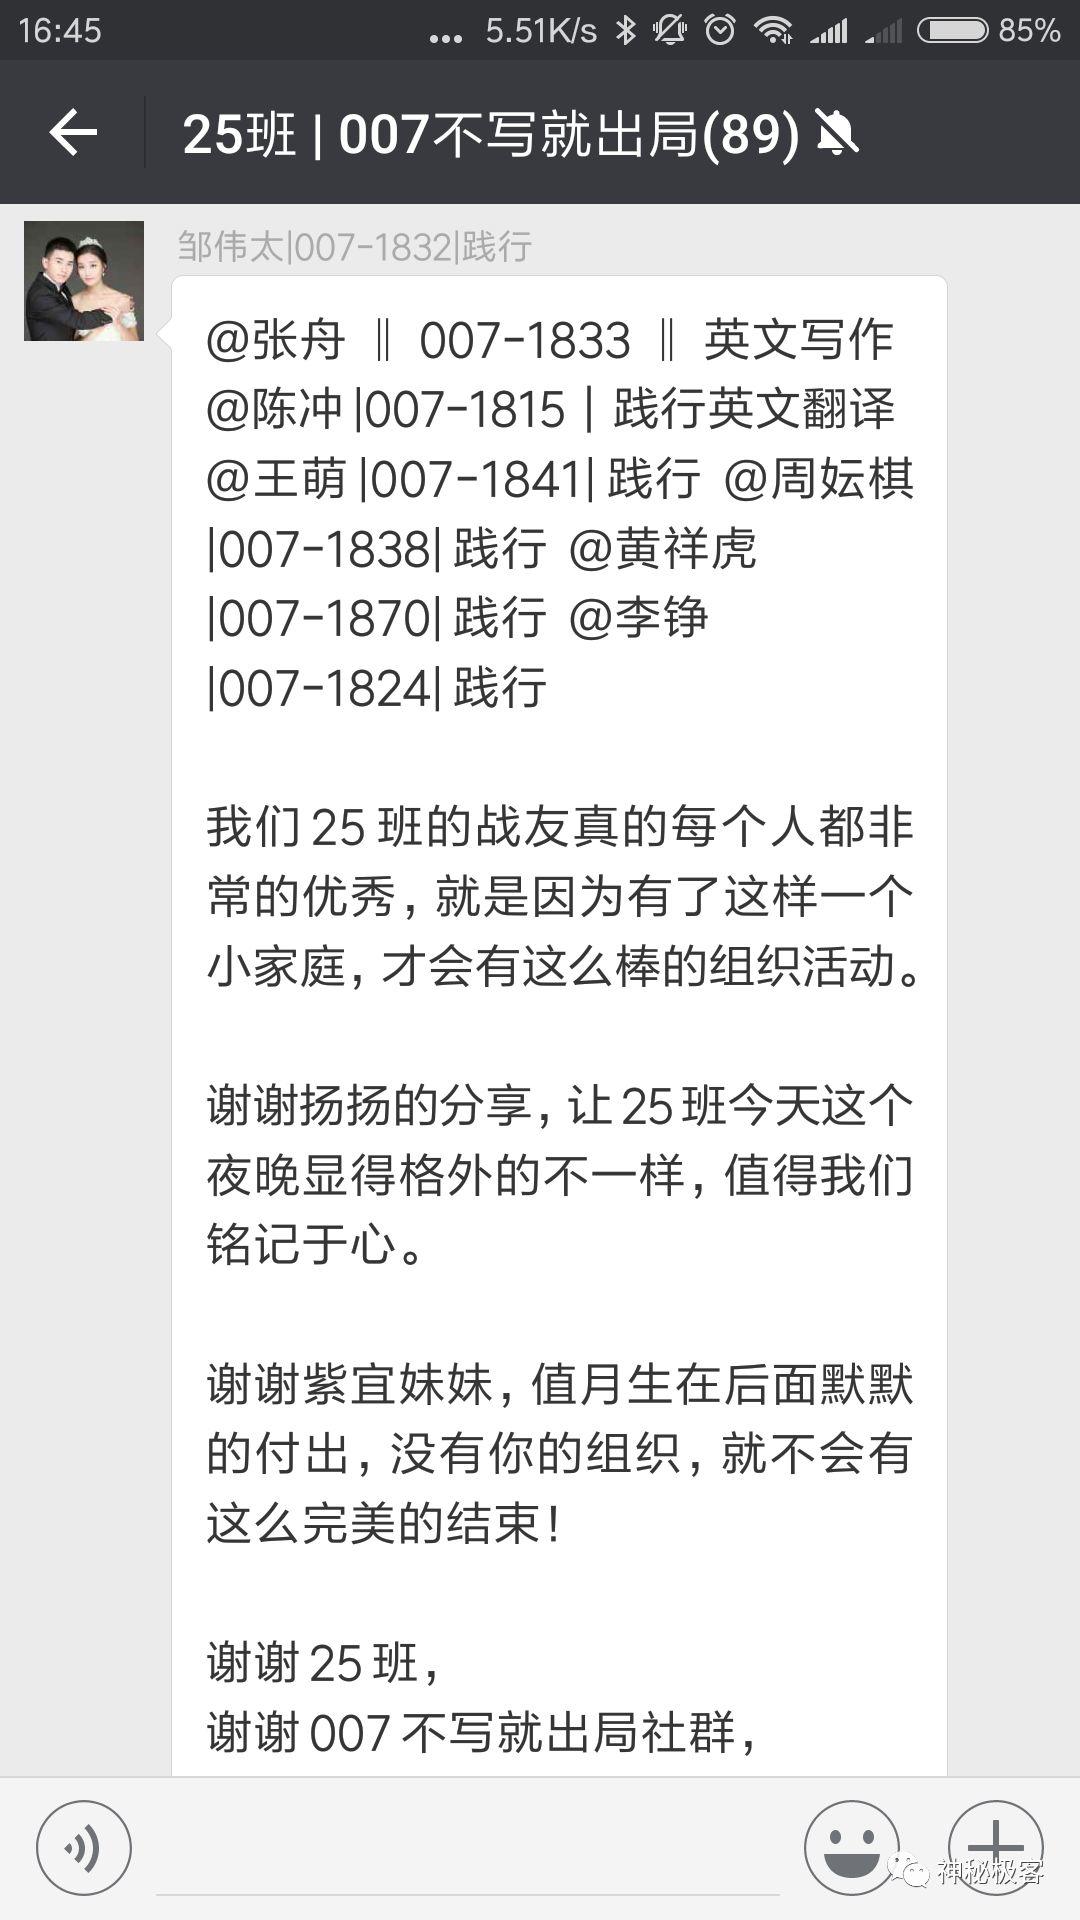 16:45 ... 5.51K/s 85%
25班 | 007不写就出局(89)
邹伟太|007-1832|践行
@张舟 ‖ 007-1833 ‖ 英文写作
@陈冲|007-1815 | 践行英文翻译
@王萌|007-1841| 践行 @周妘棋
|007-1838| 践行 @黄祥虎
|007-1870| 践行 @李铮
|007-1824| 践行
我们25班的战友真的每个人都非
常的优秀,就是因为有了这样一个
小家庭,才会有这么棒的组织活动。
谢谢扬扬的分享,让25班今天这个
夜晚显得格外的不一样,值得我们
铭记于心。
谢谢紫宜妹妹,值月生在后面默默
的付出,没有你的组织,就不会有
这么完美的结束!
谢谢25班,
谢谢007不写就出局社群,
神秘极客